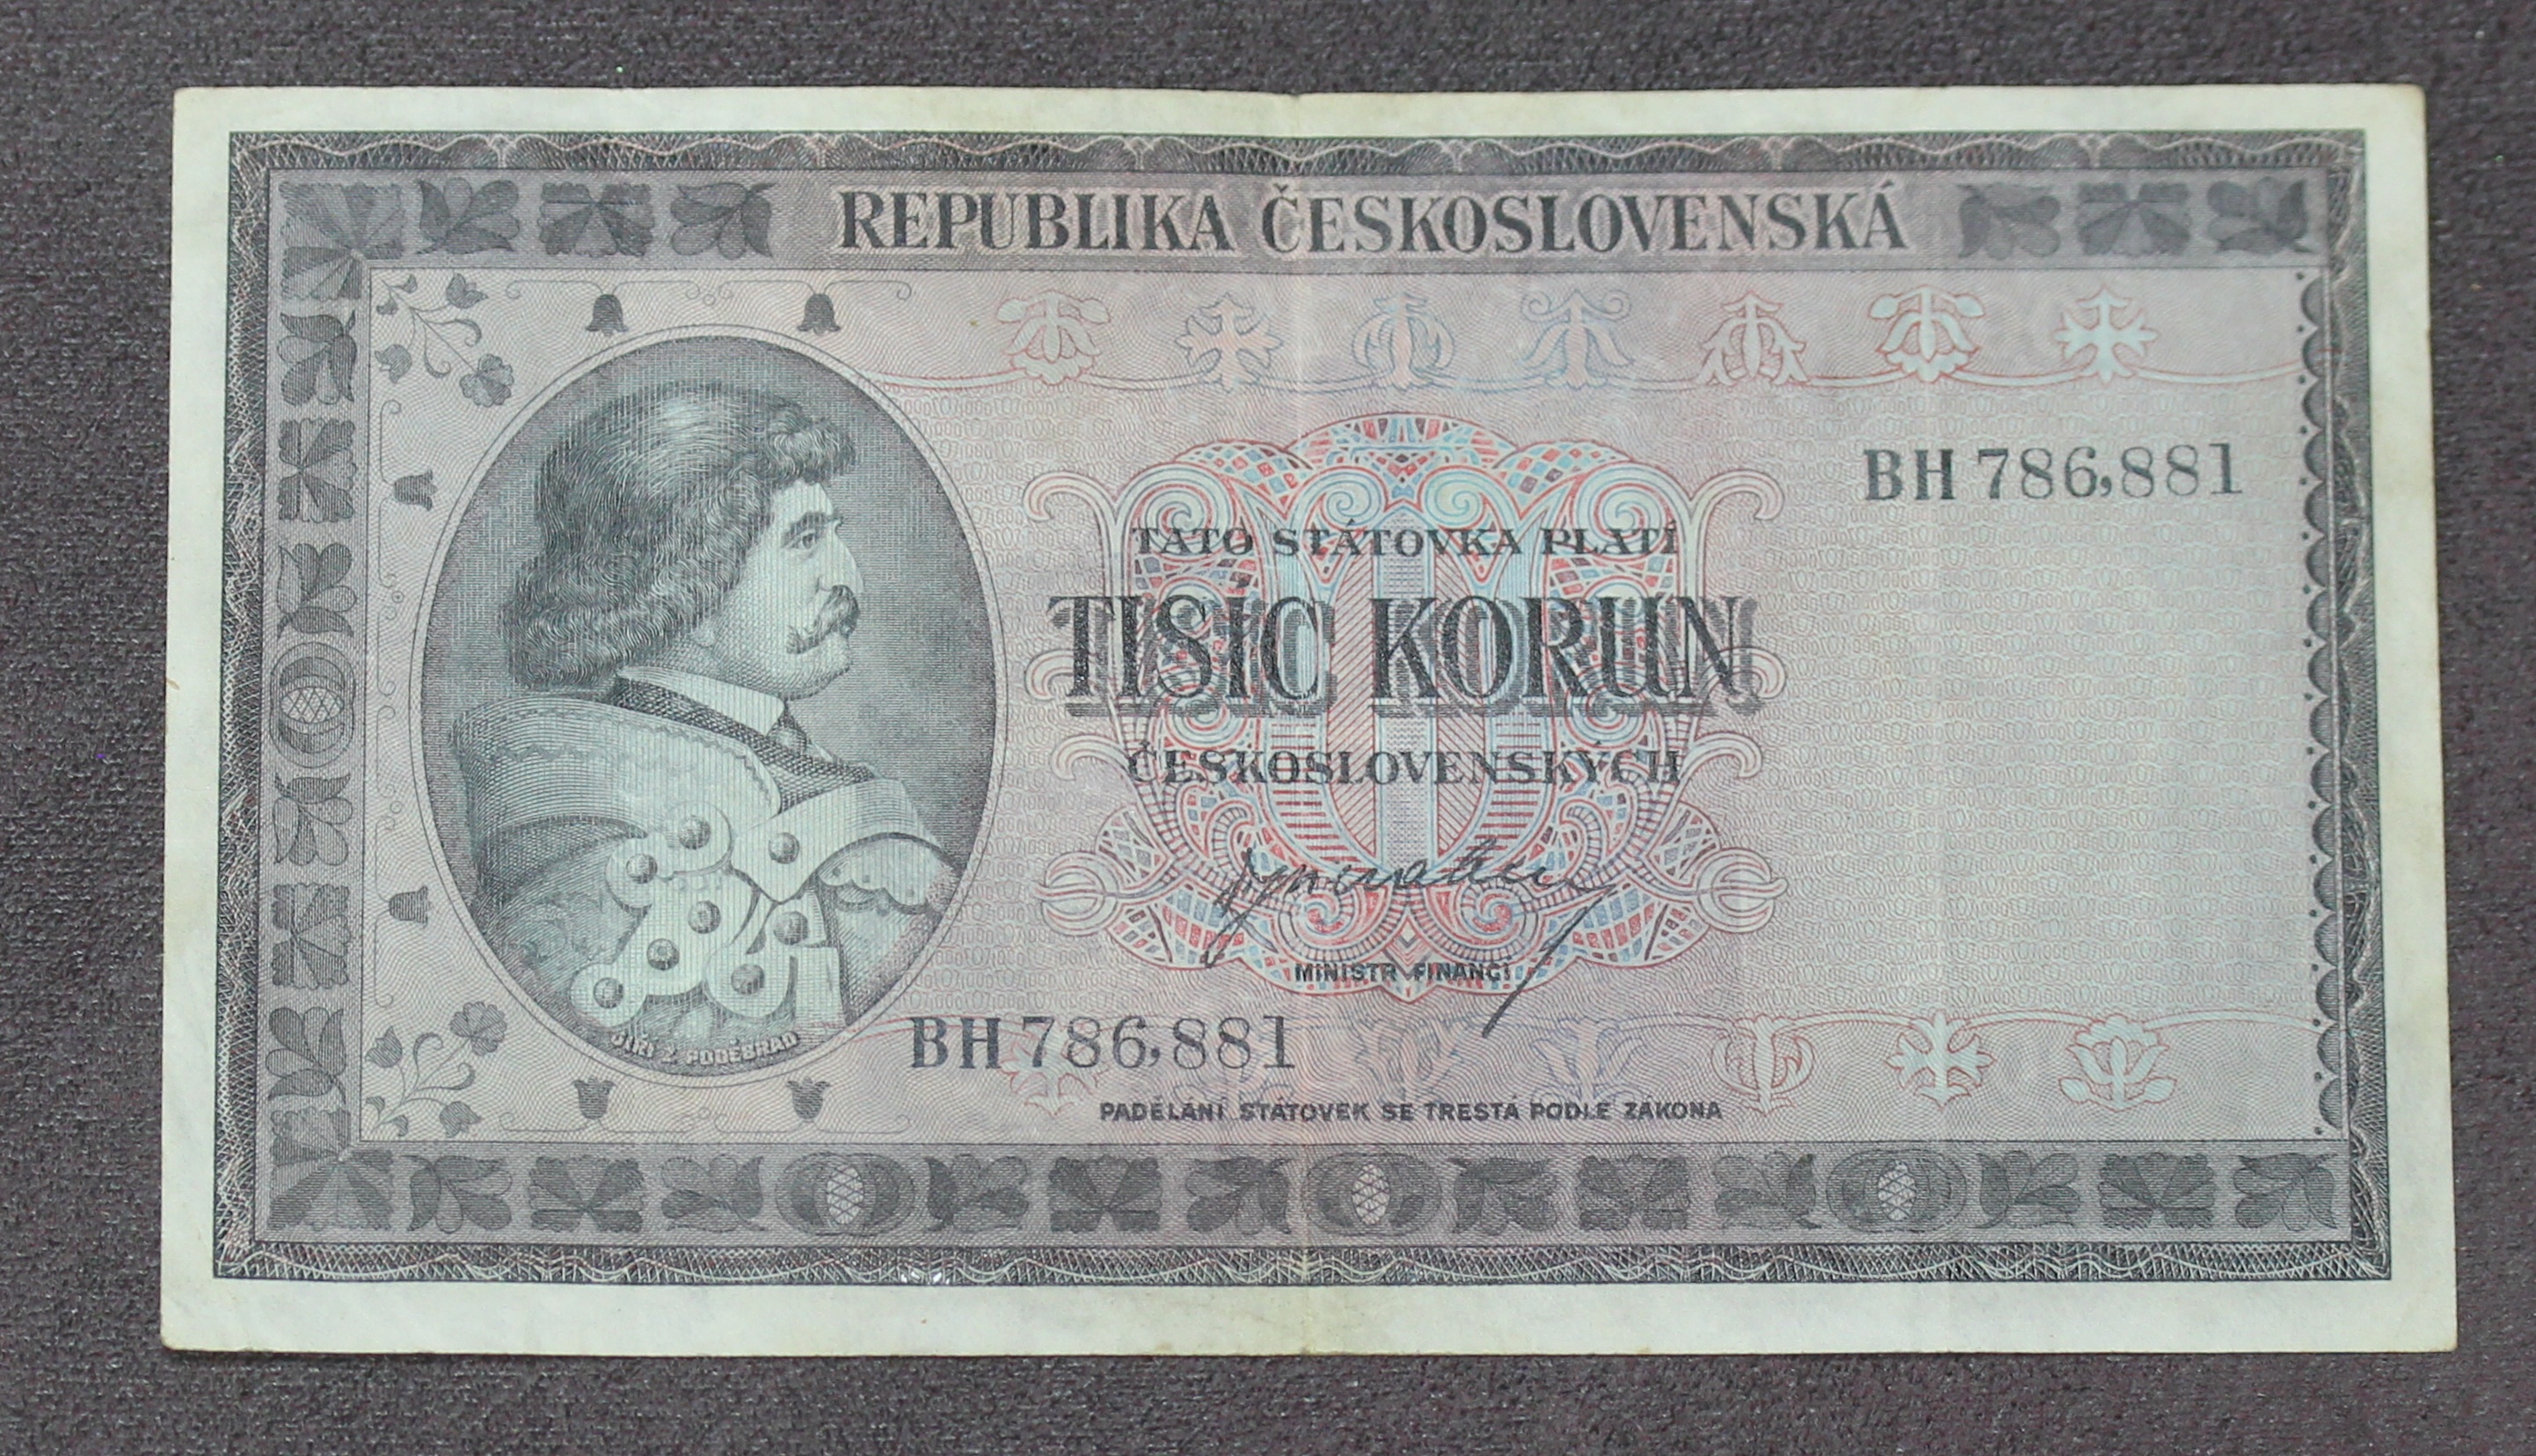 REPUBLIKA ČESKOSLOVENSKÁ
BH 786,881
TATO STÁTOVKA PLATÍ
TISÍC KORUN
ČESKOSLOVENSKÝCH
MINISTR FINANCÍ
JIŘÍ Z PODĚBRAD
BH 786,881
PADĚLÁNÍ STÁTOVEK SE TRESTÁ PODLE ZÁKONA